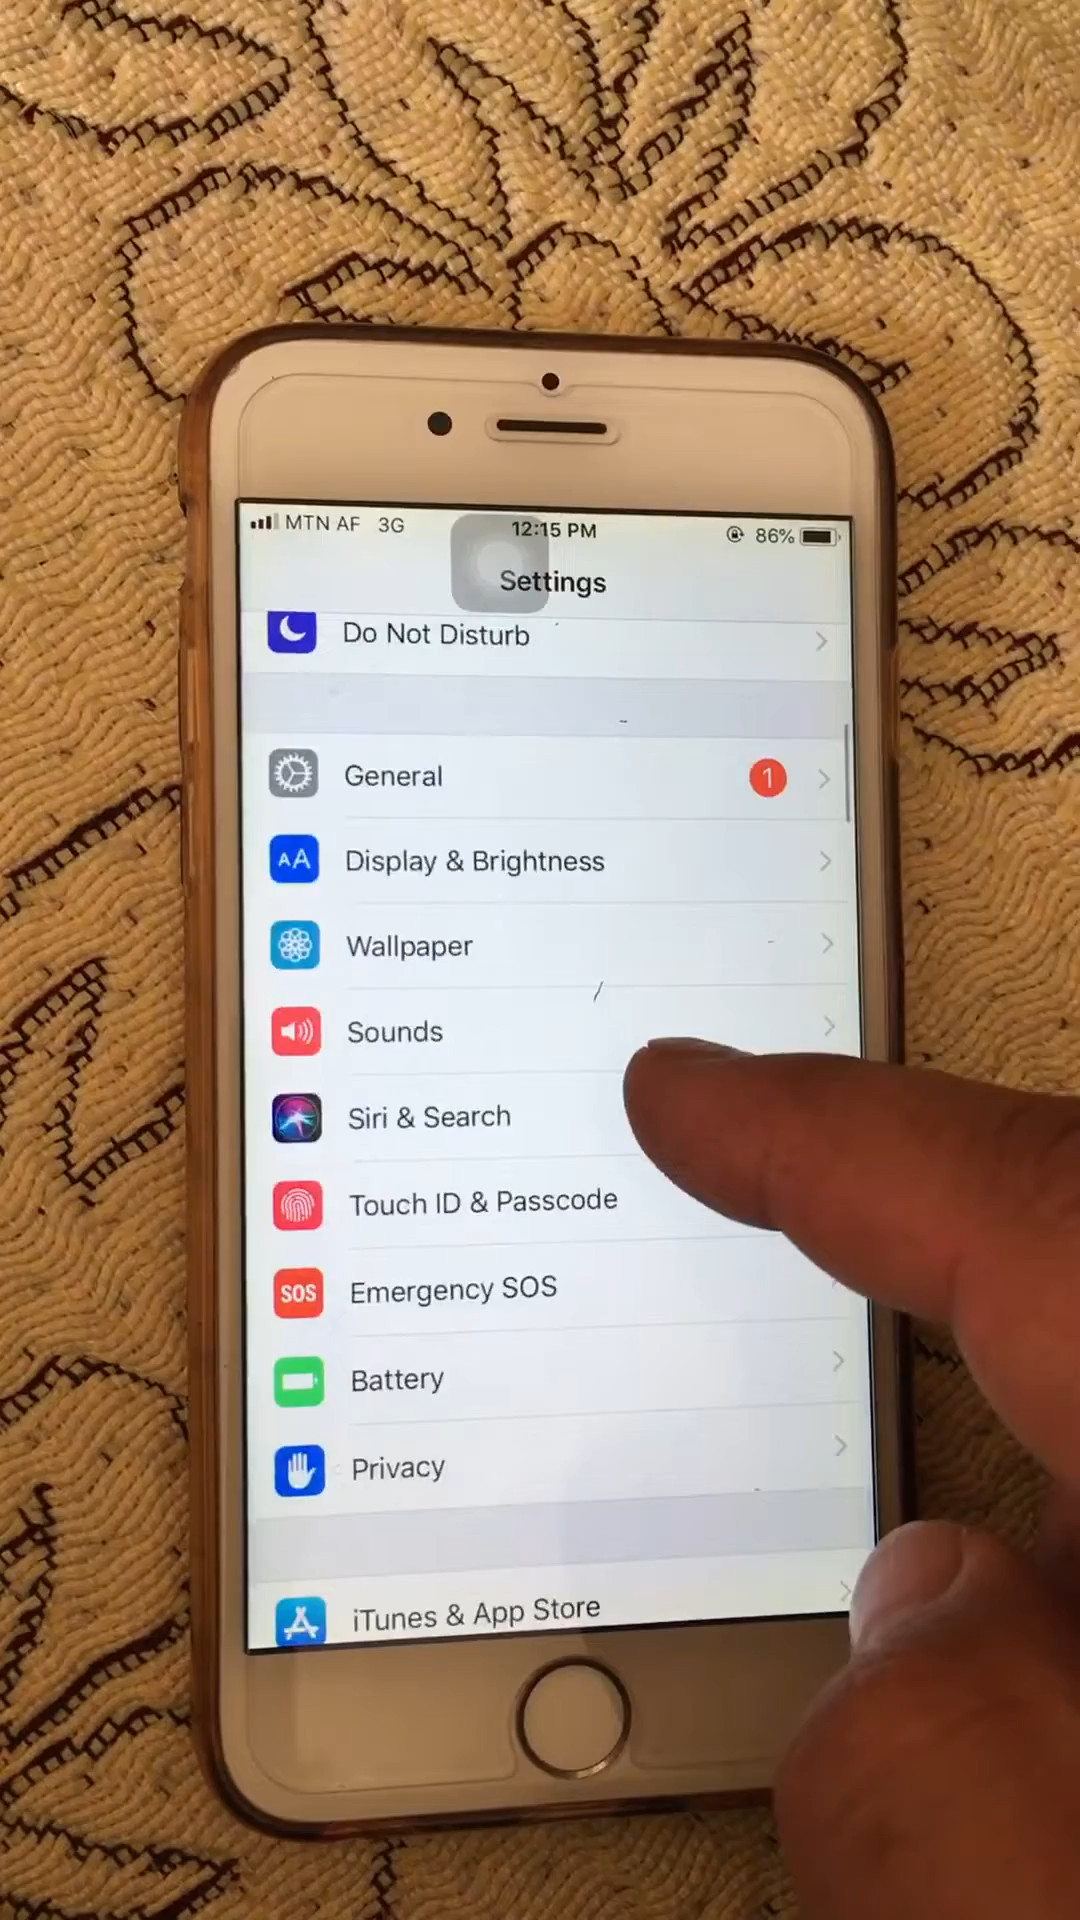 MTN AF 3G 12:15 PM 86%
Settings
Do Not Disturb
General 1
AA Display & Brightness
Wallpaper
Sounds
Siri & Search
Touch ID & Passcode
SOS Emergency SOS
Battery
Privacy
iTunes & App Store